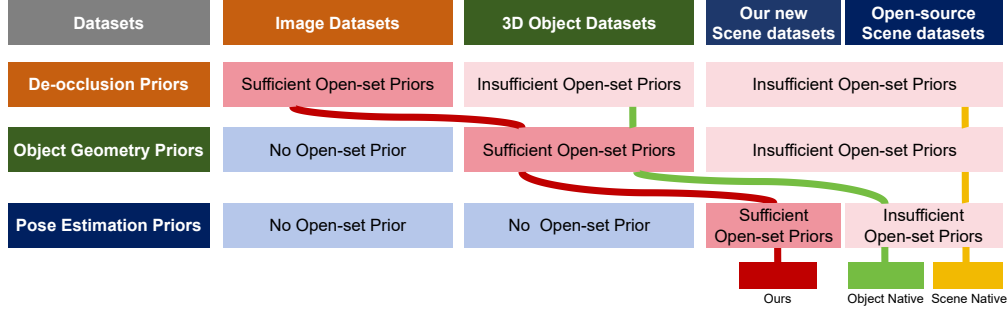 Datasets
Image Datasets
3D Object Datasets
Our new
Scene datasets
Open-source
Scene datasets
De-occlusion Priors
Sufficient Open-set Priors
Insufficient Open-set Priors
Insufficient Open-set Priors
Object Geometry Priors
No Open-set Prior
Sufficient Open-set Priors
Insufficient Open-set Priors
Pose Estimation Priors
No Open-set Prior
No Open-set Prior
Sufficient
Open-set Priors
Insufficient
Open-set Priors
Ours
Object Native
Scene Native